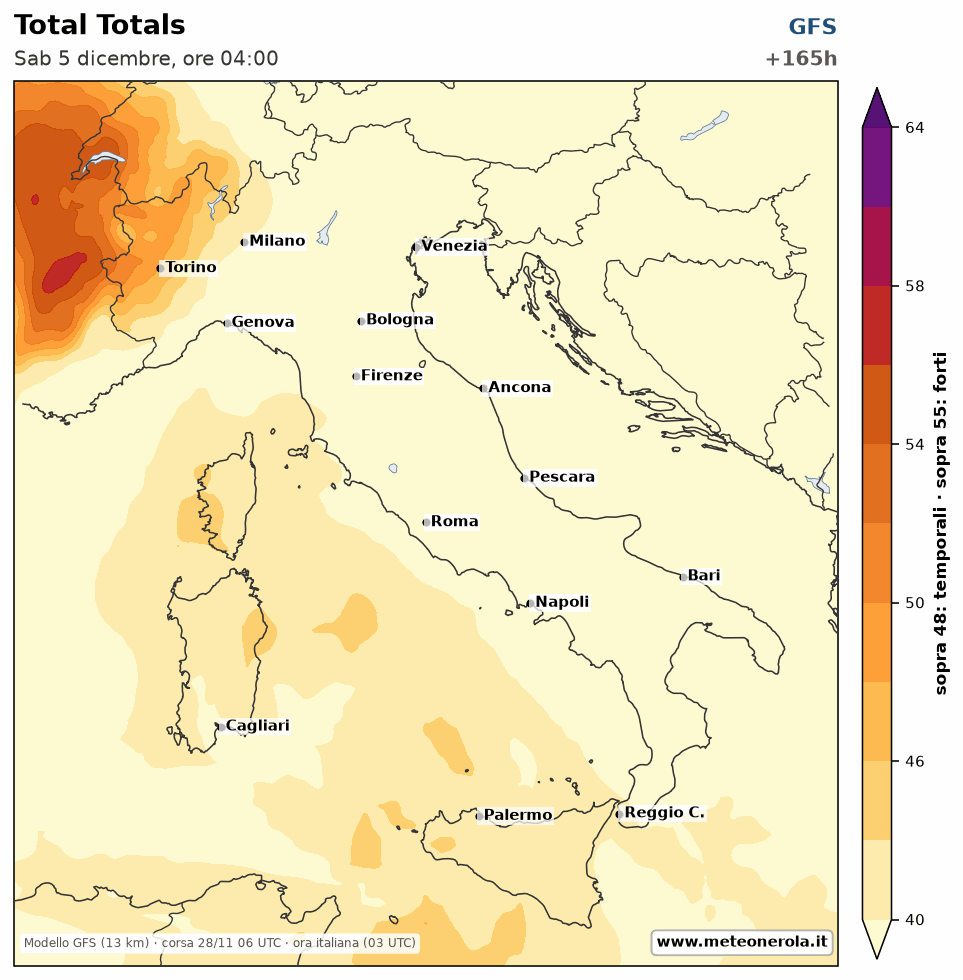 Total Totals
GFS
Sab 5 dicembre, ore 04:00
+165h
Milano
Venezia
Torino
Genova
Bologna
Firenze
Ancona
Pescara
Roma
Bari
Napoli
Cagliari
Palermo
Reggio C.
64
58
54
50
46
40
sopra 48: temporali · sopra 55: forti
Modello GFS (13 km) · corsa 28/11 06 UTC · ora italiana (03 UTC)
www.meteonerola.it